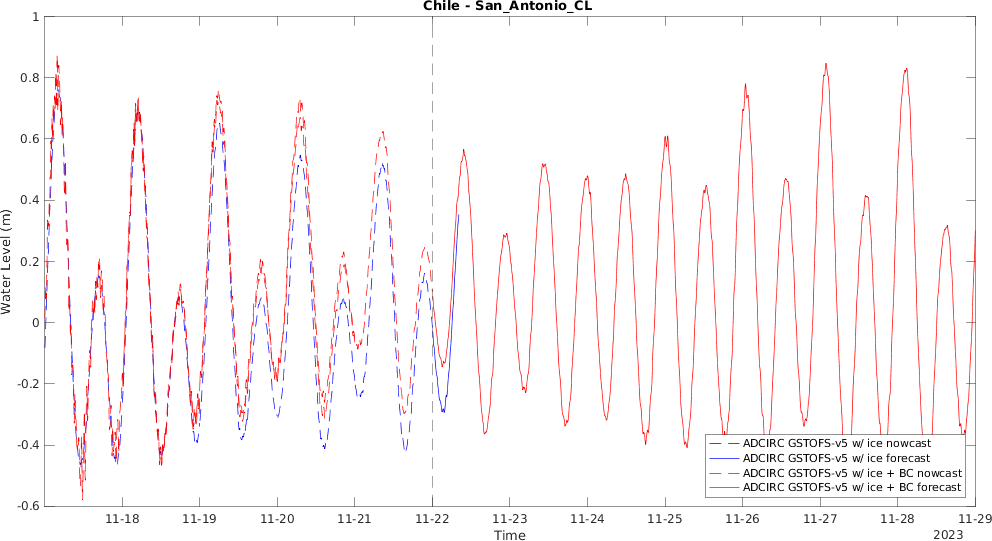 Chile - San_Antonio_CL
Water Level (m)
1
0.8
0.6
0.4
0.2
0
-0.2
-0.4
-0.6
11-18 11-19 11-20 11-21 11-22 11-23 11-24 11-25 11-26 11-27 11-28 11-29
Time
2023
ADCIRC GSTOFS-v5 w/ ice nowcast
ADCIRC GSTOFS-v5 w/ ice forecast
ADCIRC GSTOFS-v5 w/ ice + BC nowcast
ADCIRC GSTOFS-v5 w/ ice + BC forecast